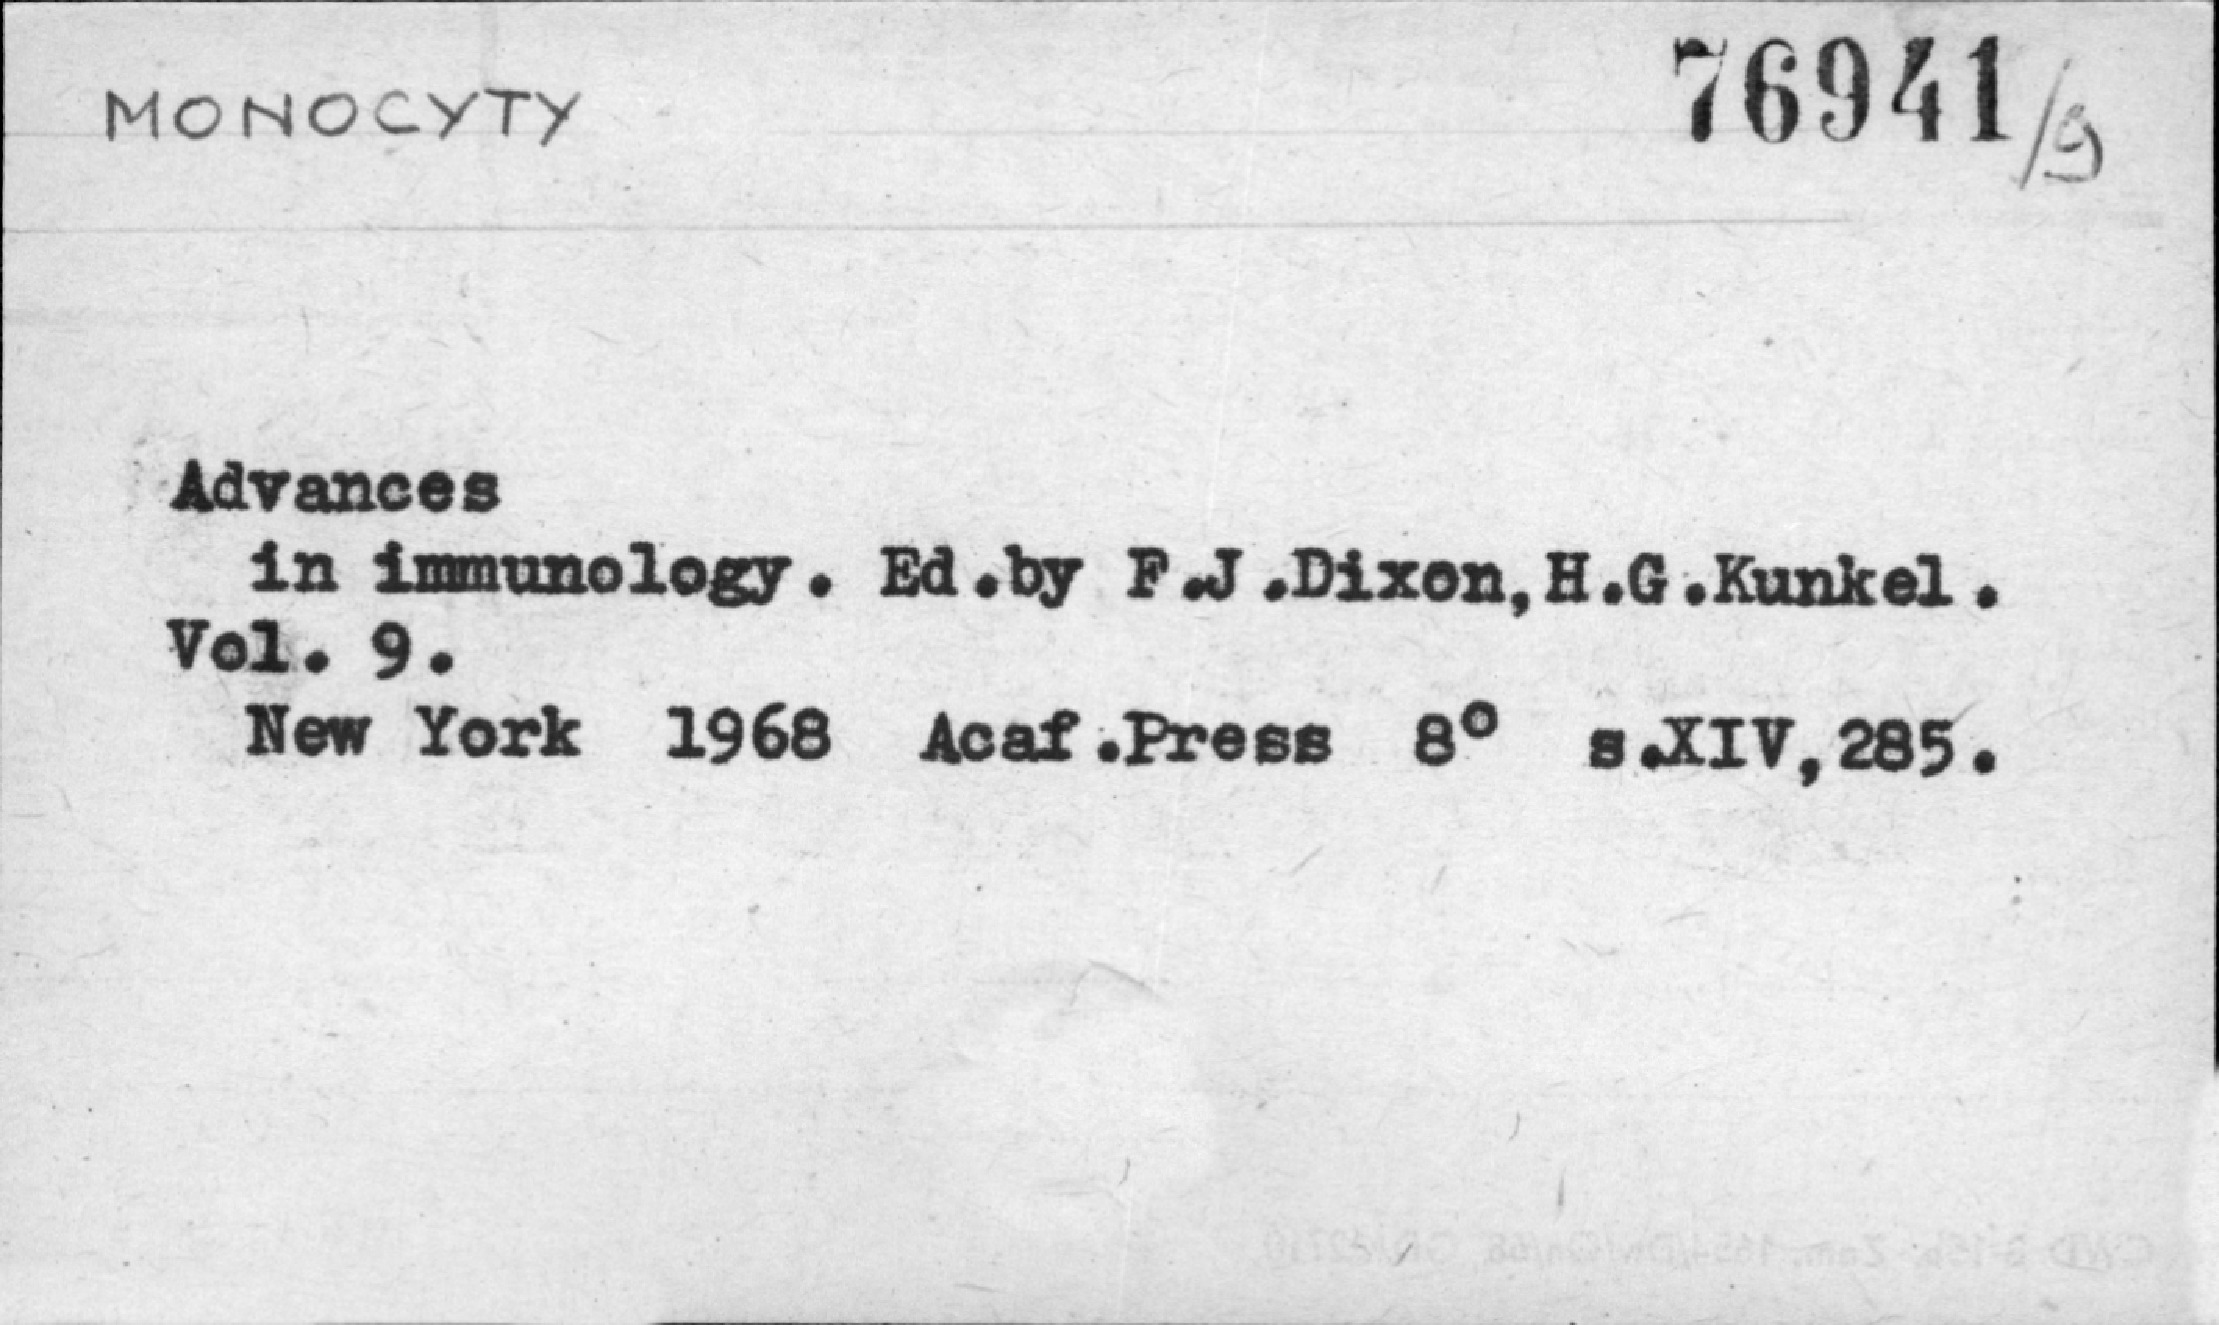 MONOCYTY 76941/9
Advances
in immunology. Ed.by F.J.Dixon,H.G.Kunkel.
Vol. 9.
New York 1968 Acaf.Press 8° s.XIV,285.